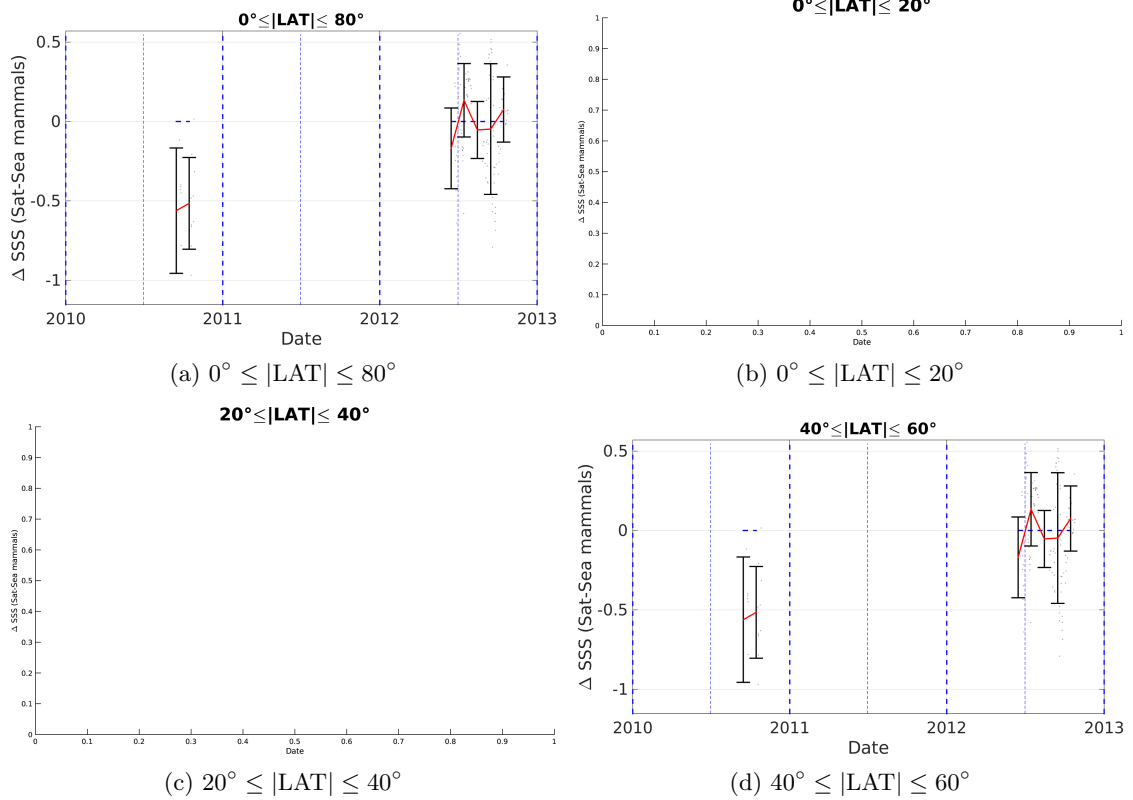 0°≤|LAT|≤ 80°
0.5
0
-0.5
-1
Δ SSS (Sat-Sea mammals)
2010 2011 2012 2013
Date
(a) 0° ≤ |LAT| ≤ 80°
0°≤|LAT|≤ 20°
1
0.9
0.8
0.7
0.6
0.5
0.4
0.3
0.2
0.1
0
Δ SSS (Sat-Sea mammals)
0 0.1 0.2 0.3 0.4 0.5 0.6 0.7 0.8 0.9 1
Date
(b) 0° ≤ |LAT| ≤ 20°
20°≤|LAT|≤ 40°
1
0.9
0.8
0.7
0.6
0.5
0.4
0.3
0.2
0.1
0
Δ SSS (Sat-Sea mammals)
0 0.1 0.2 0.3 0.4 0.5 0.6 0.7 0.8 0.9 1
Date
(c) 20° ≤ |LAT| ≤ 40°
40°≤|LAT|≤ 60°
0.5
0
-0.5
-1
Δ SSS (Sat-Sea mammals)
2010 2011 2012 2013
Date
(d) 40° ≤ |LAT| ≤ 60°